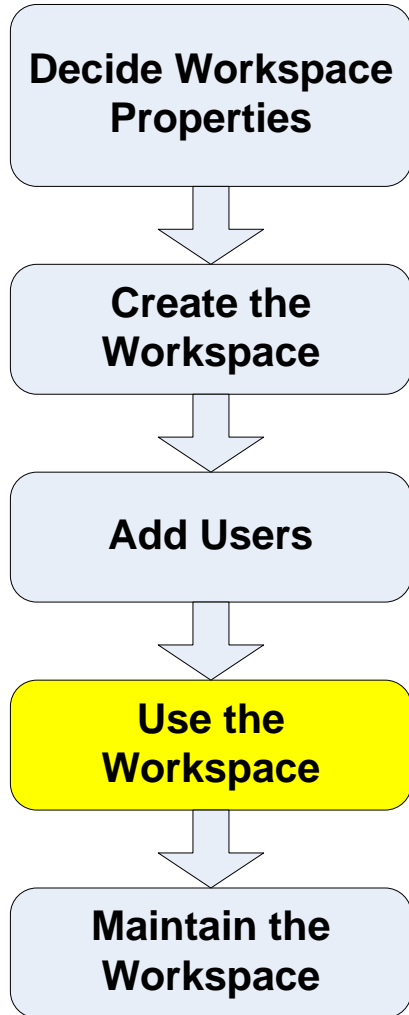 Decide Workspace
Properties
Create the
Workspace
Add Users
Use the
Workspace
Maintain the
Workspace